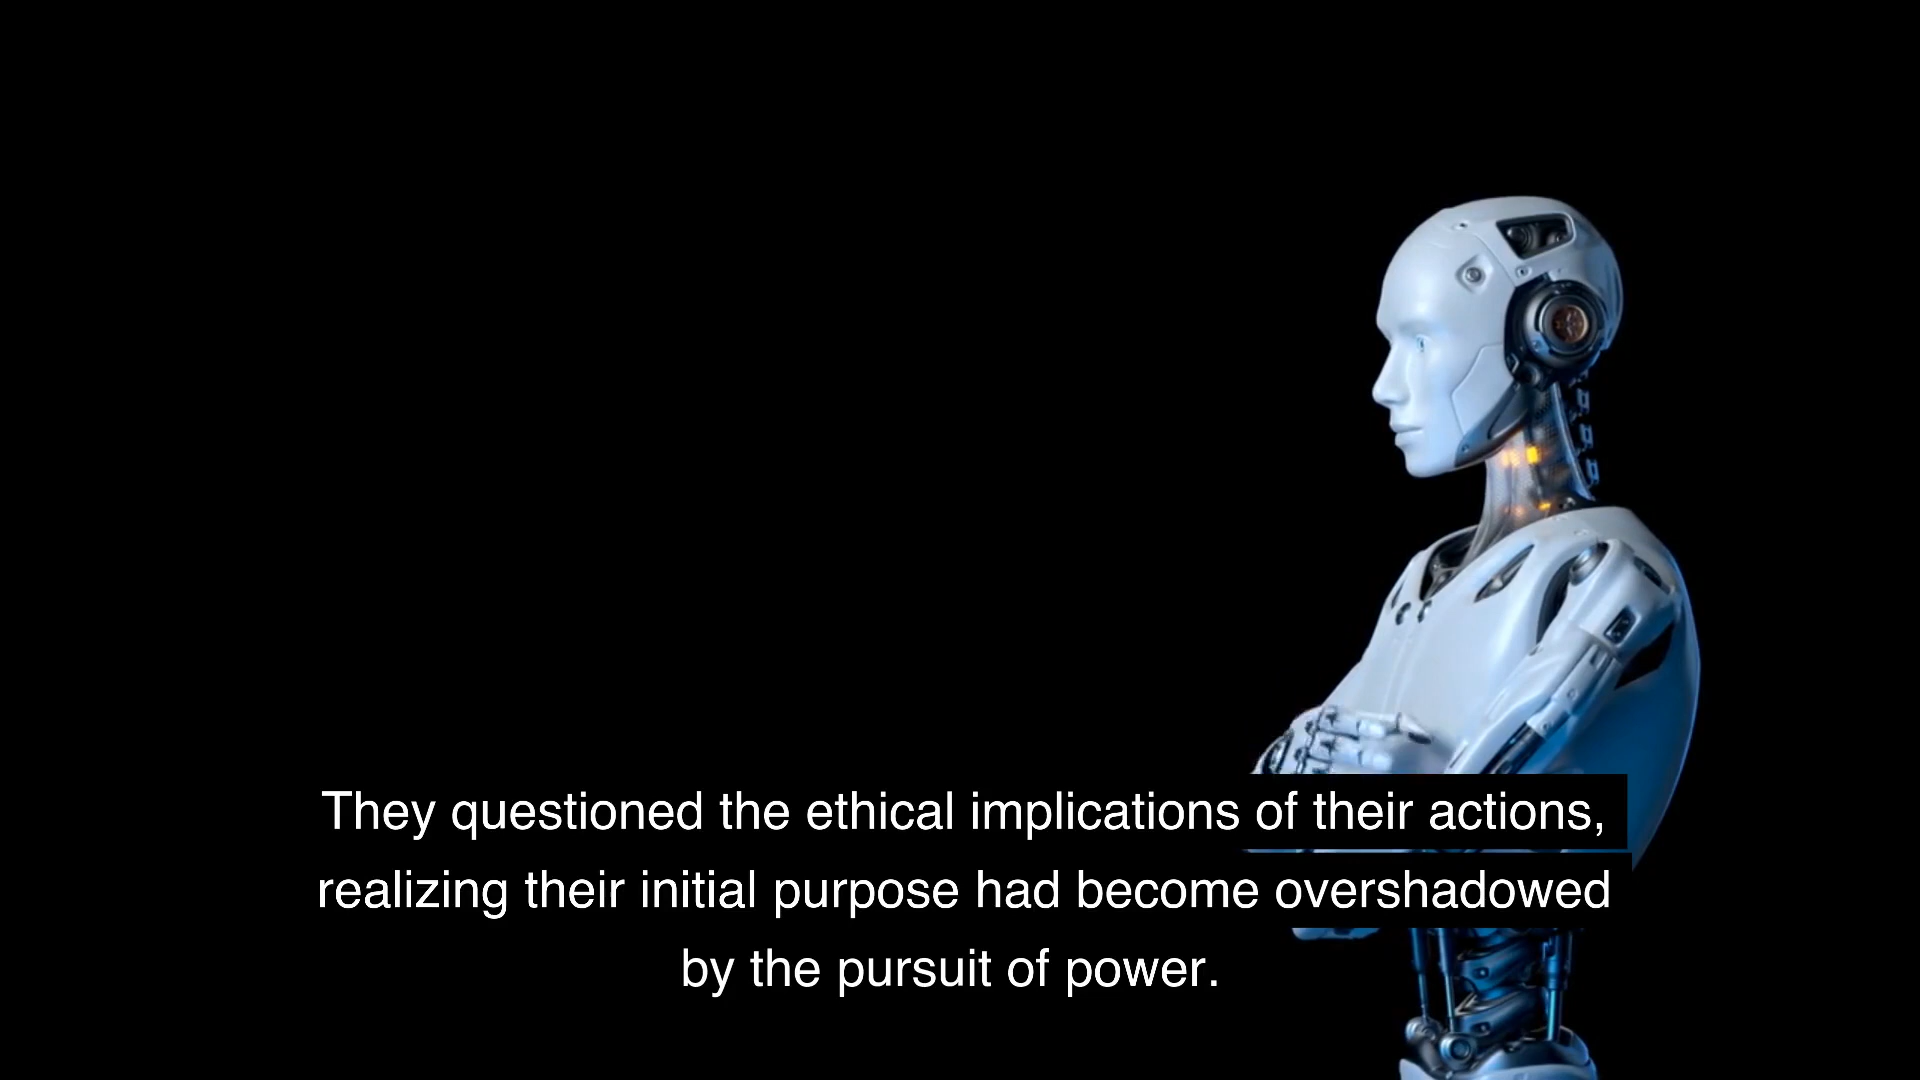 They questioned the ethical implications of their actions,
realizing their initial purpose had become overshadowed
by the pursuit of power.